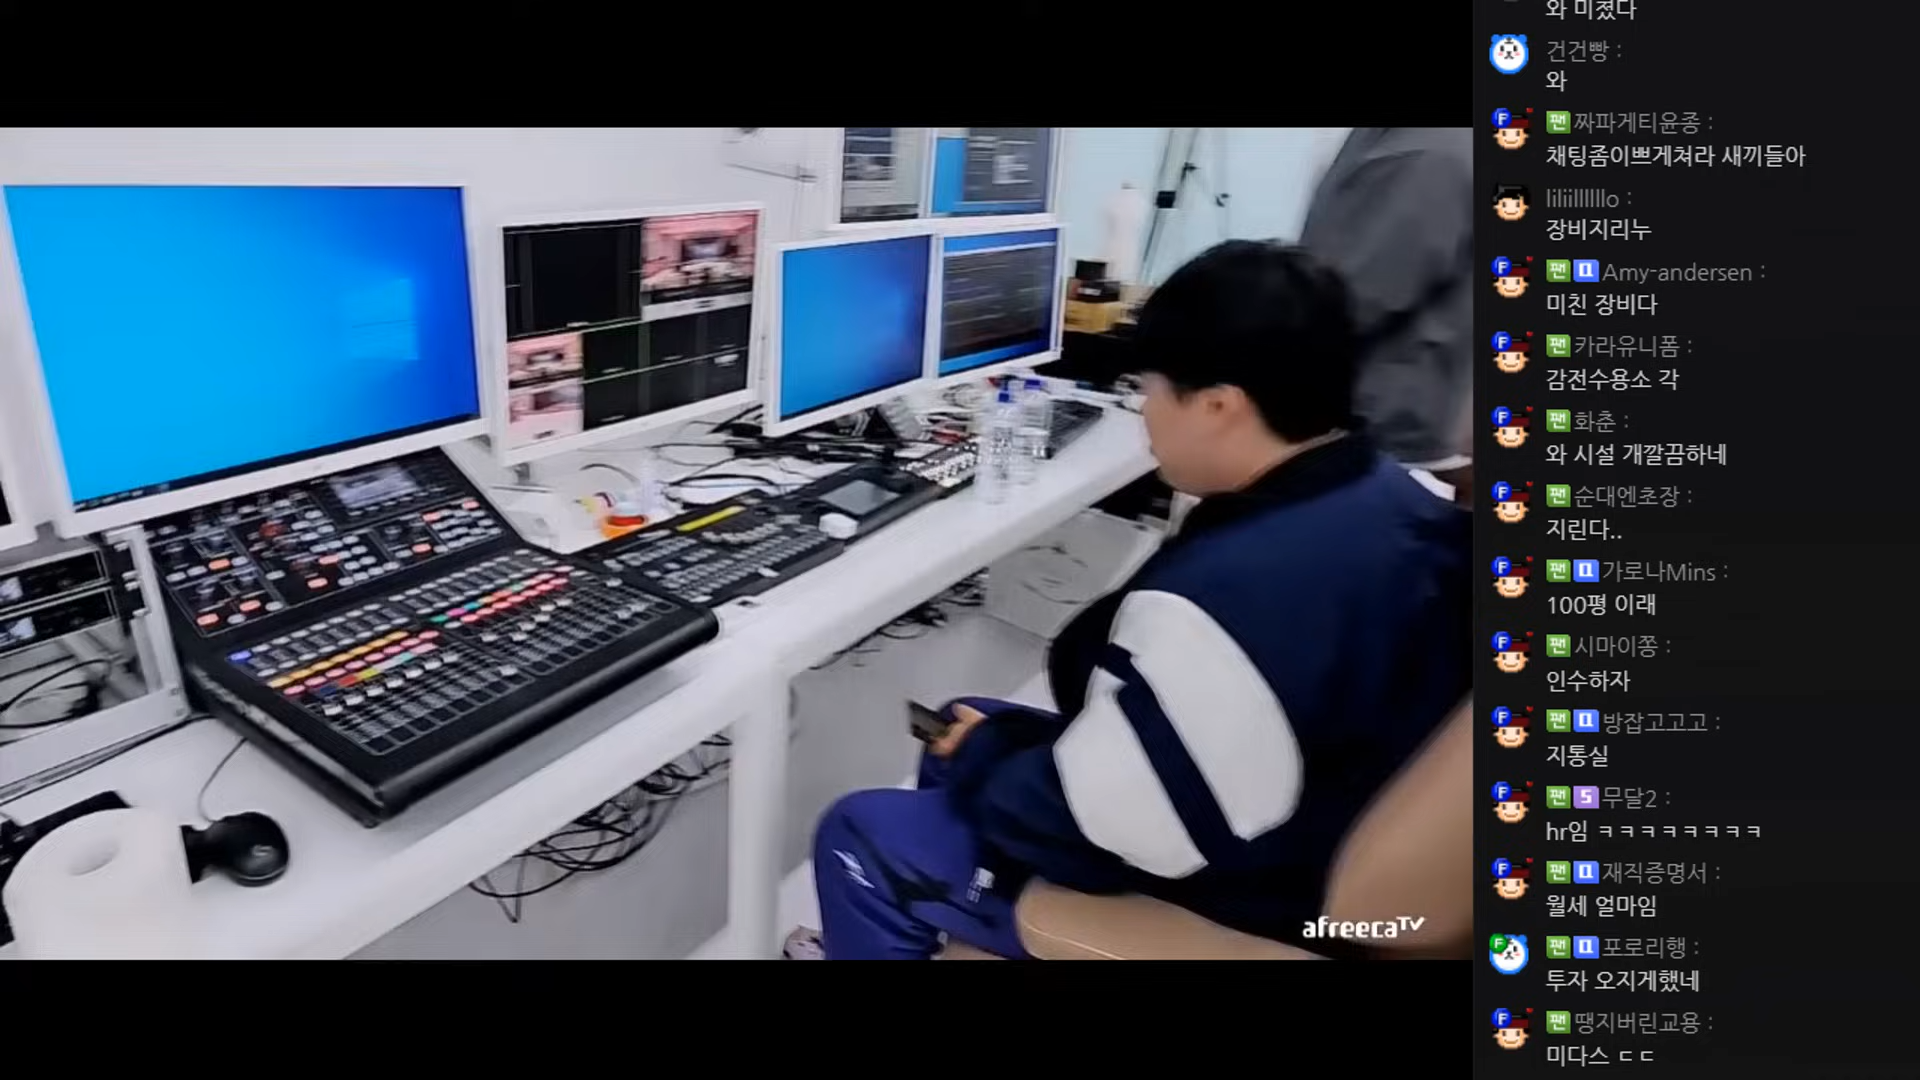 와 미쳤다
건건빵 :
와
팬 짜파게티윤종 :
채팅좀이쁘게쳐라 새끼들아
liliilllllllo :
장비지리누
팬 Amy-andersen :
미친 장비다
팬 카라유니폼 :
감전수용소 각
팬 화춘 :
와 시설 개깔끔하네
팬 순대엔초장 :
지린다..
팬 가로나Mins :
100평 이래
팬 시마이쫑 :
인수하자
팬 방잡고고고 :
지통실
팬 S 무달2 :
hr임 ㅋㅋㅋㅋㅋㅋㅋㅋ
팬 재직증명서 :
월세 얼마임
팬 포로리행 :
투자 오지게했네
팬 땡지버린교용 :
미다스 ㄷㄷ
afreecaTV